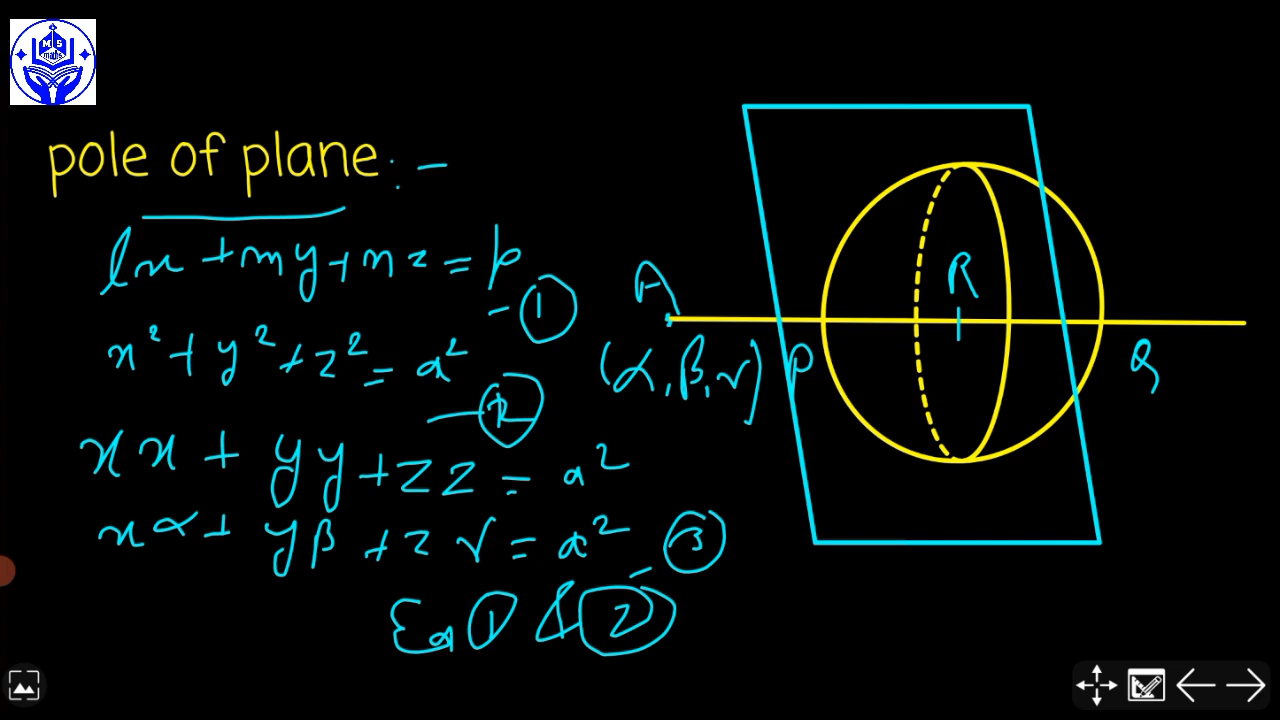 M S
maths
pole of plane : -
lx + my + nz = p
- ①
x² + y² + z² = a²
- ②
xx + yy + zz = a²
xα + yβ + zγ = a² - ③
Eq ① & ②
A
(α, β, γ)
P
R
Q